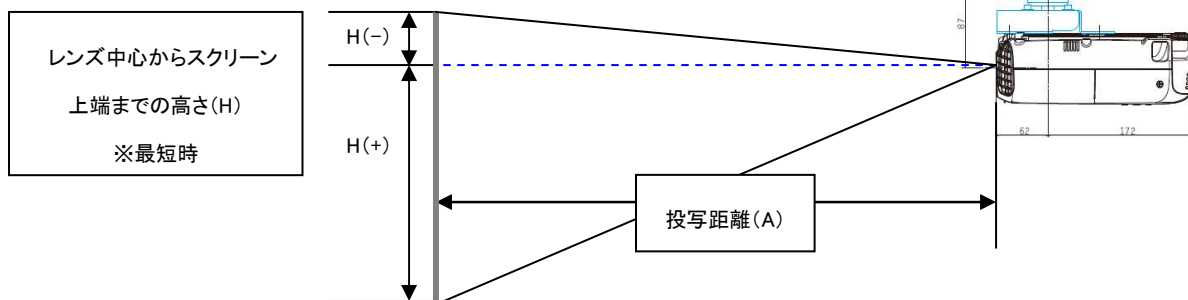 レンズ中心からスクリーン
上端までの高さ(H)
※最短時
H(−)
H(+)
投写距離(A)
87
62
172